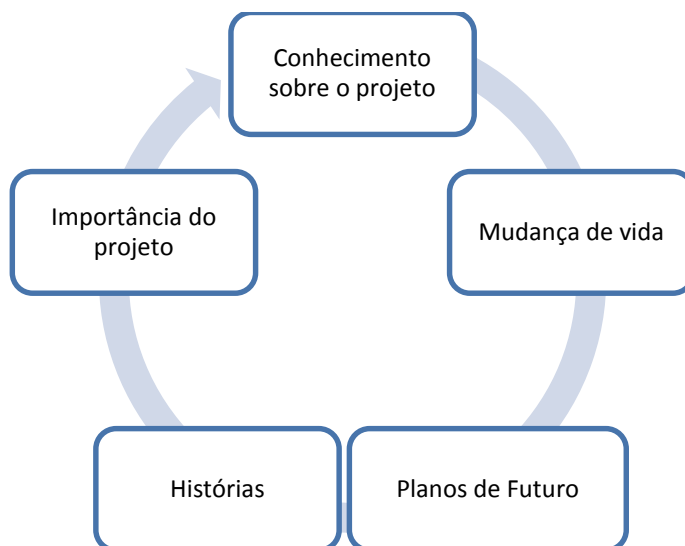 Conhecimento
sobre o projeto
Mudança de vida
Planos de Futuro
Histórias
Importância do
projeto